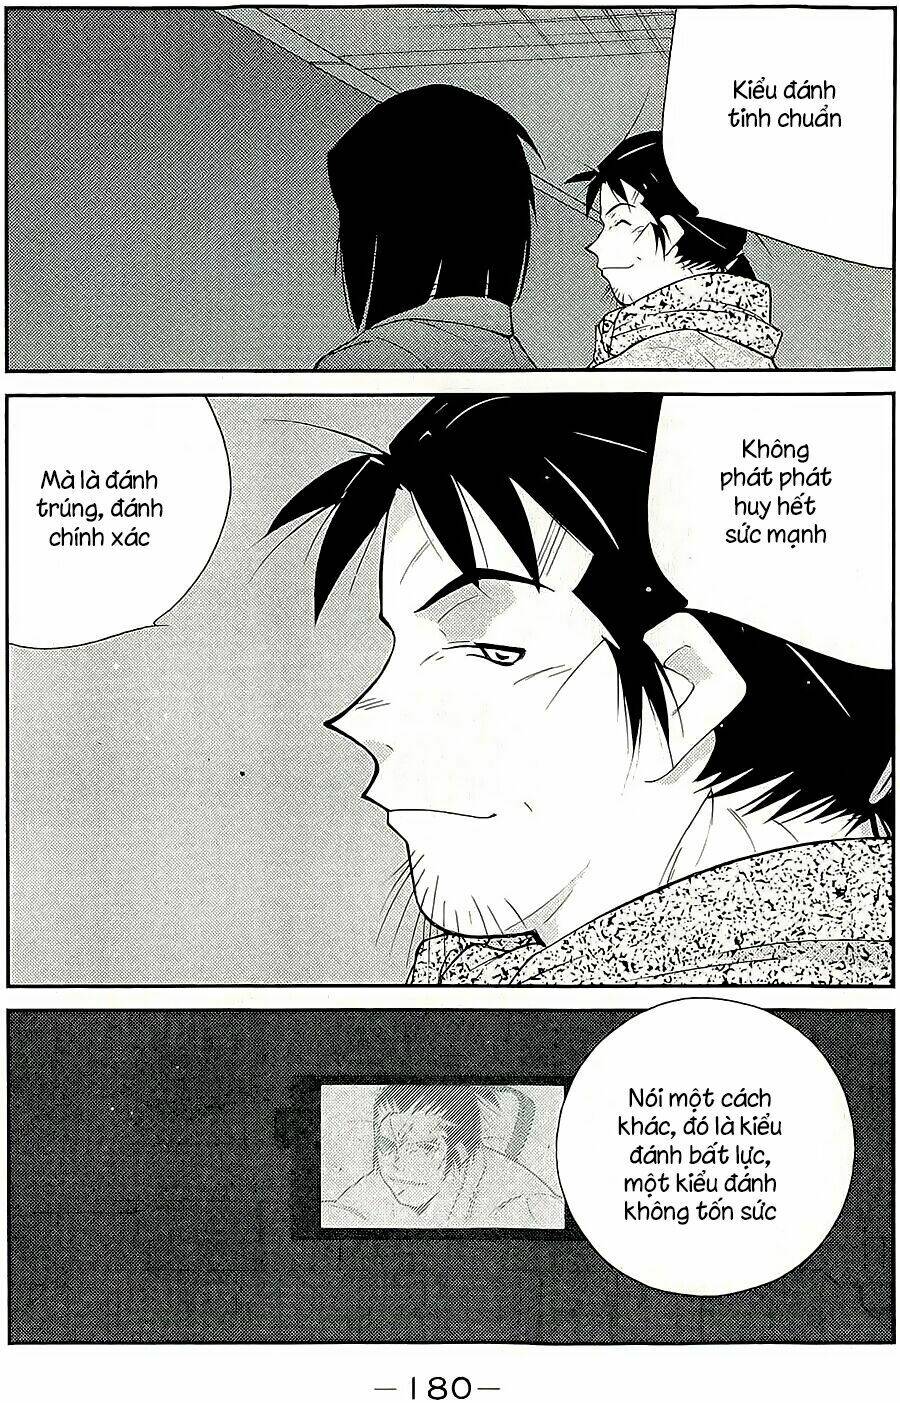 Kiểu đánh
tinh chuẩn
Không
phát phát
huy hết
sức mạnh
Mà là đánh
trúng, đánh
chính xác
Nói một cách
khác, đó là kiểu
đánh bất lực,
một kiểu đánh
không tốn sức
-180-